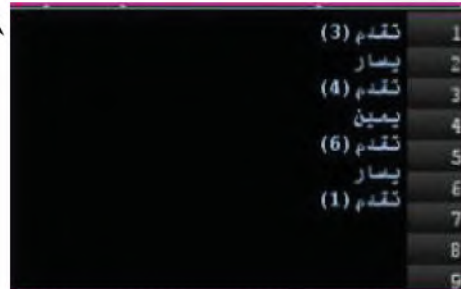 1 تقدم (3)
2 يسار
3 تقدم (4)
4 يمين
5 تقدم (6)
6 يسار
7 تقدم (1)
8
9